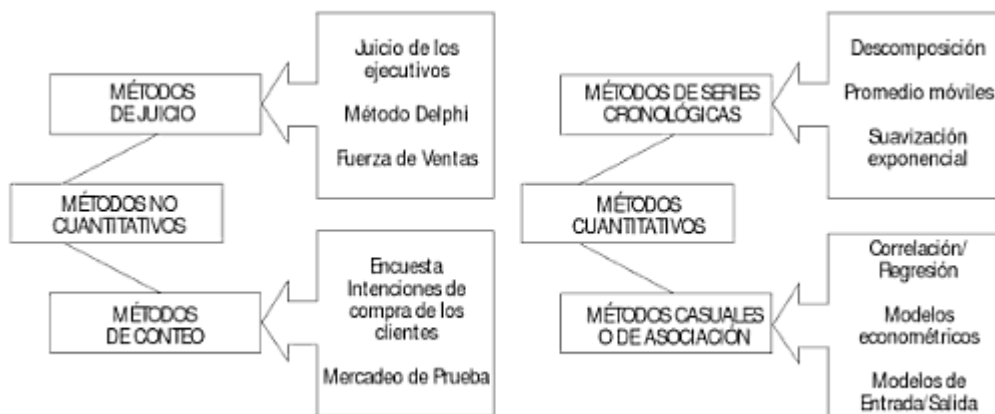 MÉTODOS
DE JUICIO
Juicio de los
ejecutivos
Método Delphi
Fuerza de Ventas
MÉTODOS NO
CUANTITATIVOS
MÉTODOS
DE CONTEO
Encuesta
Intenciones de
compra de los
clientes
Mercadeo de Prueba
MÉTODOS DE SERIES
CRONOLÓGICAS
Descomposición
Promedio móviles
Suavización
exponencial
MÉTODOS
CUANTITATIVOS
MÉTODOS CASUALES
O DE ASOCIACIÓN
Correlación/
Regresión
Modelos
econométricos
Modelos de
Entrada/Salida